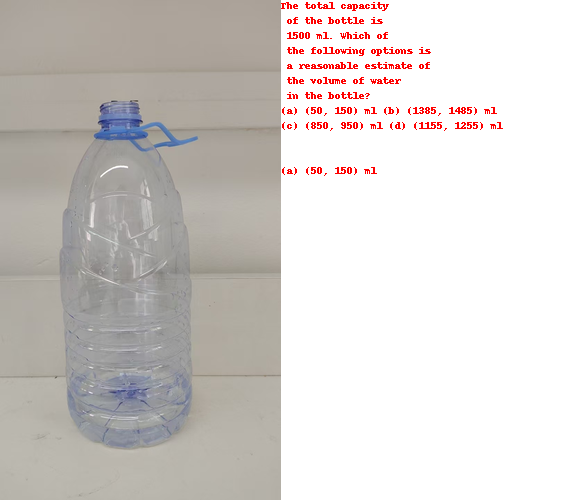 The total capacity
of the bottle is
1500 ml. Which of
the following options is
a reasonable estimate of
the volume of water
in the bottle?
(a) (50, 150) ml (b) (1385, 1485) ml
(c) (850, 950) ml (d) (1155, 1255) ml
(a) (50, 150) ml